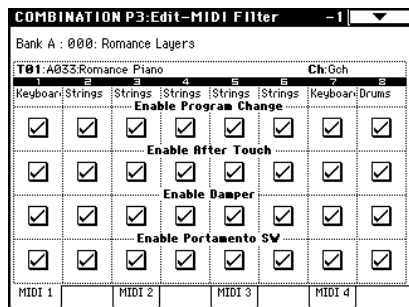 COMBINATION P3:Edit-MIDI FIlter -1
Bank A : 000: Romance Layers
T01:A033:Romance Piano Ch:Gch
1 2 3 4 5 6 7 8
Keyboar Strings Strings Strings Strings Strings Keyboar Drums
Enable Program Change
Enable After Touch
Enable Damper
Enable Portamento SW
MIDI 1 MIDI 2 MIDI 3 MIDI 4